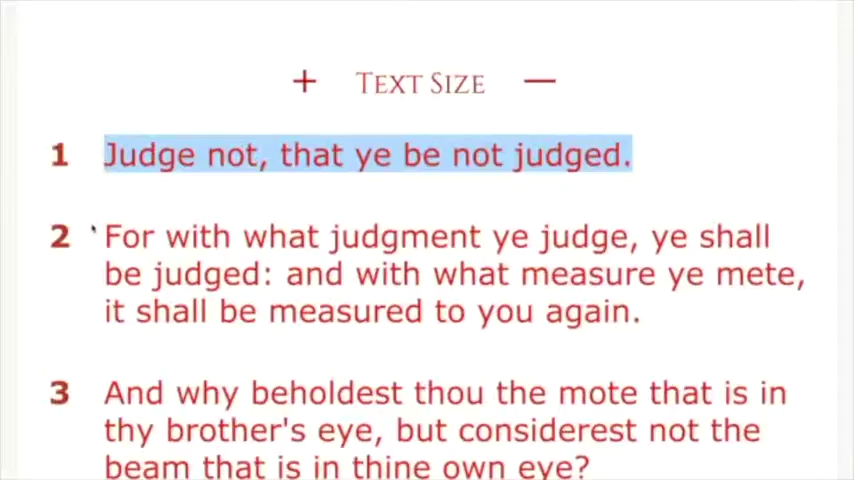 + TEXT SIZE —
1 Judge not, that ye be not judged.
2 For with what judgment ye judge, ye shall
be judged: and with what measure ye mete,
it shall be measured to you again.
3 And why beholdest thou the mote that is in
thy brother's eye, but considerest not the
beam that is in thine own eye?